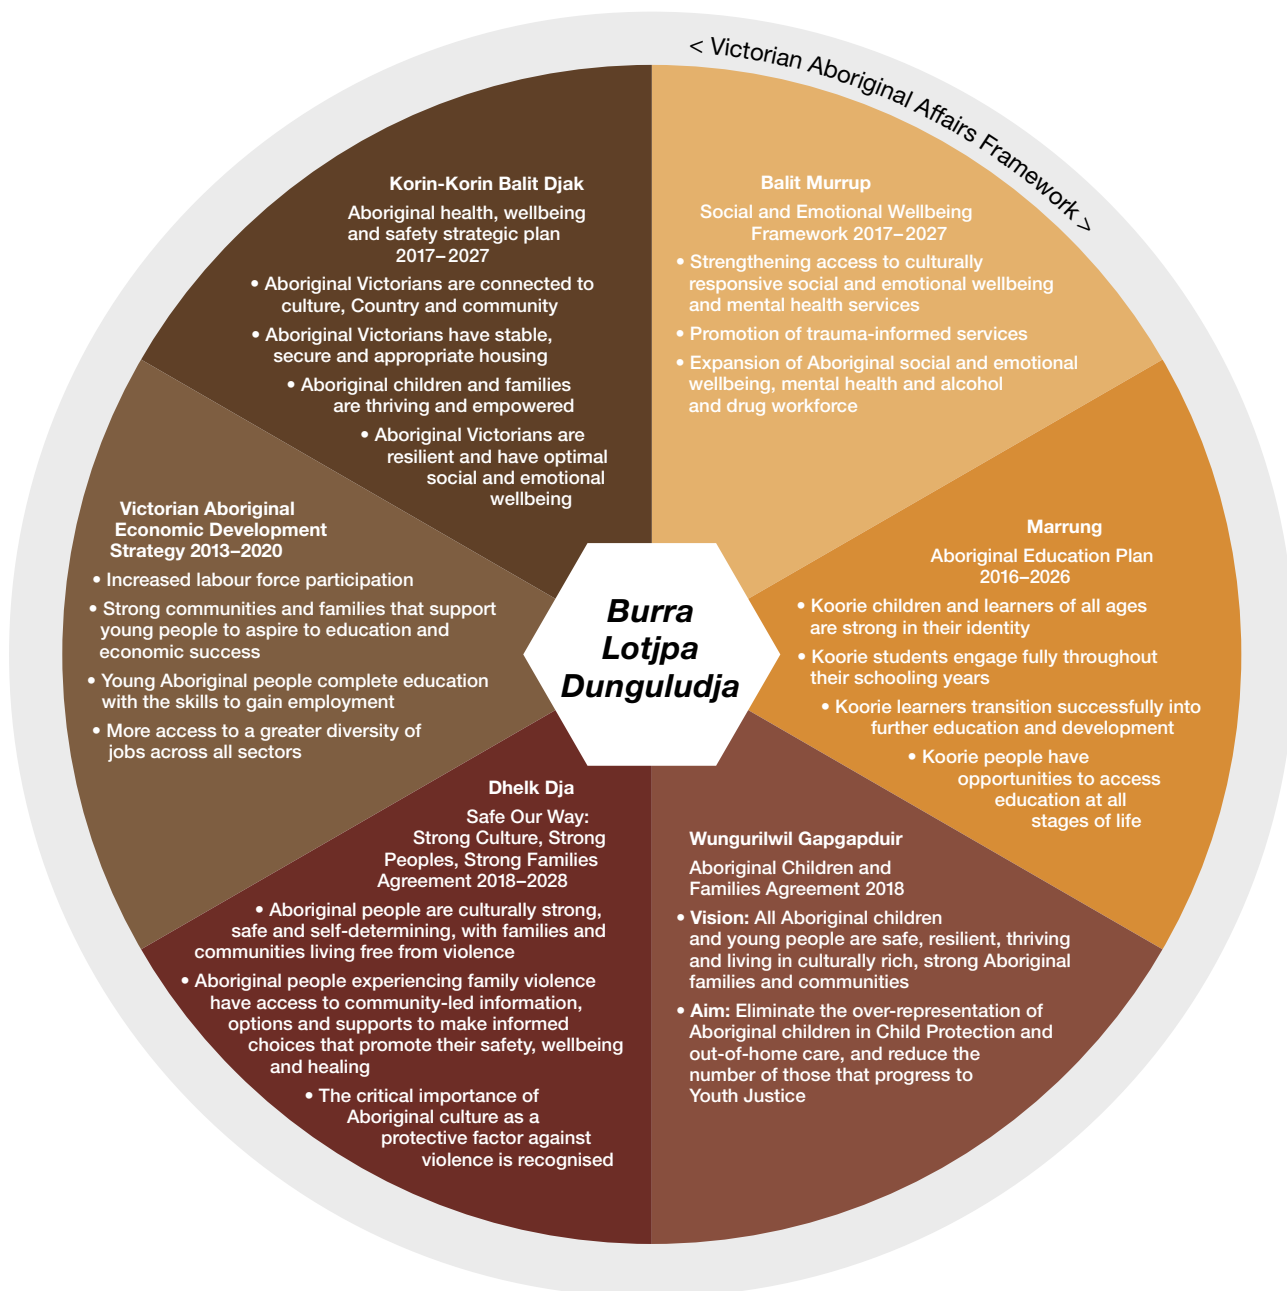 < Victorian Aboriginal Affairs Framework >
Korin-Korin Balit Djak
Aboriginal health, wellbeing
and safety strategic plan
2017–2027
• Aboriginal Victorians are connected to
culture, Country and community
• Aboriginal Victorians have stable,
secure and appropriate housing
• Aboriginal children and families
are thriving and empowered
• Aboriginal Victorians are
resilient and have optimal
social and emotional
wellbeing
Balit Murrup
Social and Emotional Wellbeing
Framework 2017–2027
• Strengthening access to culturally
responsive social and emotional wellbeing
and mental health services
• Promotion of trauma-informed services
• Expansion of Aboriginal social and emotional
wellbeing, mental health and alcohol
and drug workforce
Victorian Aboriginal
Economic Development
Strategy 2013–2020
• Increased labour force participation
• Strong communities and families that support
young people to aspire to education and
economic success
• Young Aboriginal people complete education
with the skills to gain employment
• More access to a greater diversity of
jobs across all sectors
Burra
Lotjpa
Dunguludja
Marrung
Aboriginal Education Plan
2016–2026
• Koorie children and learners of all ages
are strong in their identity
• Koorie students engage fully throughout
their schooling years
• Koorie learners transition successfully into
further education and development
• Koorie people have
opportunities to access
education at all
stages of life
Dhelk Dja
Safe Our Way:
Strong Culture, Strong
Peoples, Strong Families
Agreement 2018–2028
• Aboriginal people are culturally strong,
safe and self-determining, with families and
communities living free from violence
• Aboriginal people experiencing family violence
have access to community-led information,
options and supports to make informed
choices that promote their safety, wellbeing
and healing
• The critical importance of
Aboriginal culture as a
protective factor against
violence is recognised
Wungurilwil Gapgapduir
Aboriginal Children and
Families Agreement 2018
• Vision: All Aboriginal children
and young people are safe, resilient, thriving
and living in culturally rich, strong Aboriginal
families and communities
• Aim: Eliminate the over-representation of
Aboriginal children in Child Protection and
out-of-home care, and reduce the
number of those that progress to
Youth Justice